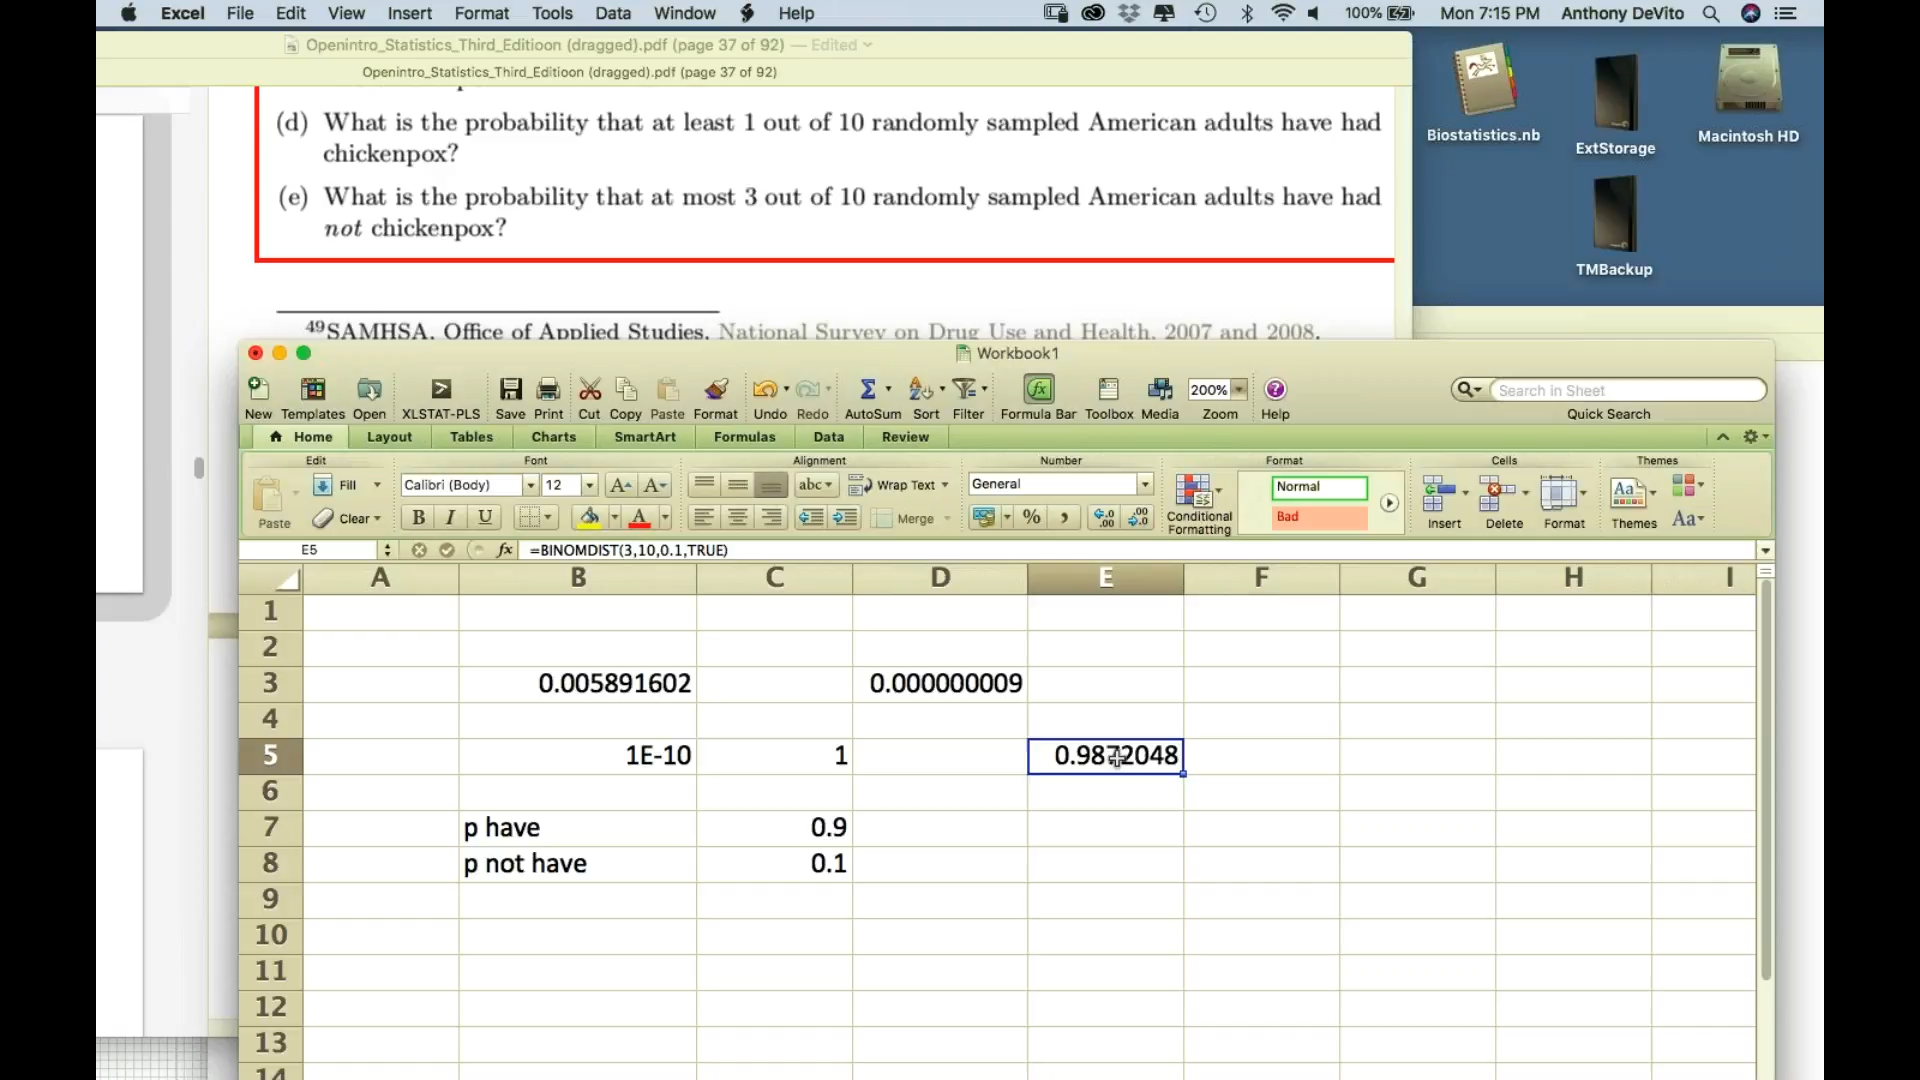 Excel File Edit View Insert Format Tools Data Window Help 100% Mon 7:15 PM Anthony DeVito
Openintro_Statistics_Third_Editioon (dragged).pdf (page 37 of 92) — Edited
Openintro_Statistics_Third_Editioon (dragged).pdf (page 37 of 92)
(d) What is the probability that at least 1 out of 10 randomly sampled American adults have had
chickenpox?
(e) What is the probability that at most 3 out of 10 randomly sampled American adults have had
not chickenpox?
49SAMHSA, Office of Applied Studies, National Survey on Drug Use and Health, 2007 and 2008.
Biostatistics.nb
ExtStorage
Macintosh HD
TMBackup
Workbook1
200% Search in Sheet
New Templates Open XLSTAT-PLS Save Print Cut Copy Paste Format Undo Redo AutoSum Sort Filter Formula Bar Toolbox Media Zoom Help Quick Search
Home Layout Tables Charts SmartArt Formulas Data Review
Edit Font Alignment Number Format Cells Themes
Fill Calibri (Body) 12 A A abc Wrap Text General Normal
Paste Clear B I U A Merge % , .0 .00 .00 .0 Conditional Formatting Bad Insert Delete Format Themes Aa
E5 fx =BINOMDIST(3,10,0.1,TRUE)
A B C D E F G H I
1
2
3 0.005891602 0.000000009
4
5 1E-10 1 0.9872048
6
7 p have 0.9
8 p not have 0.1
9
10
11
12
13
14